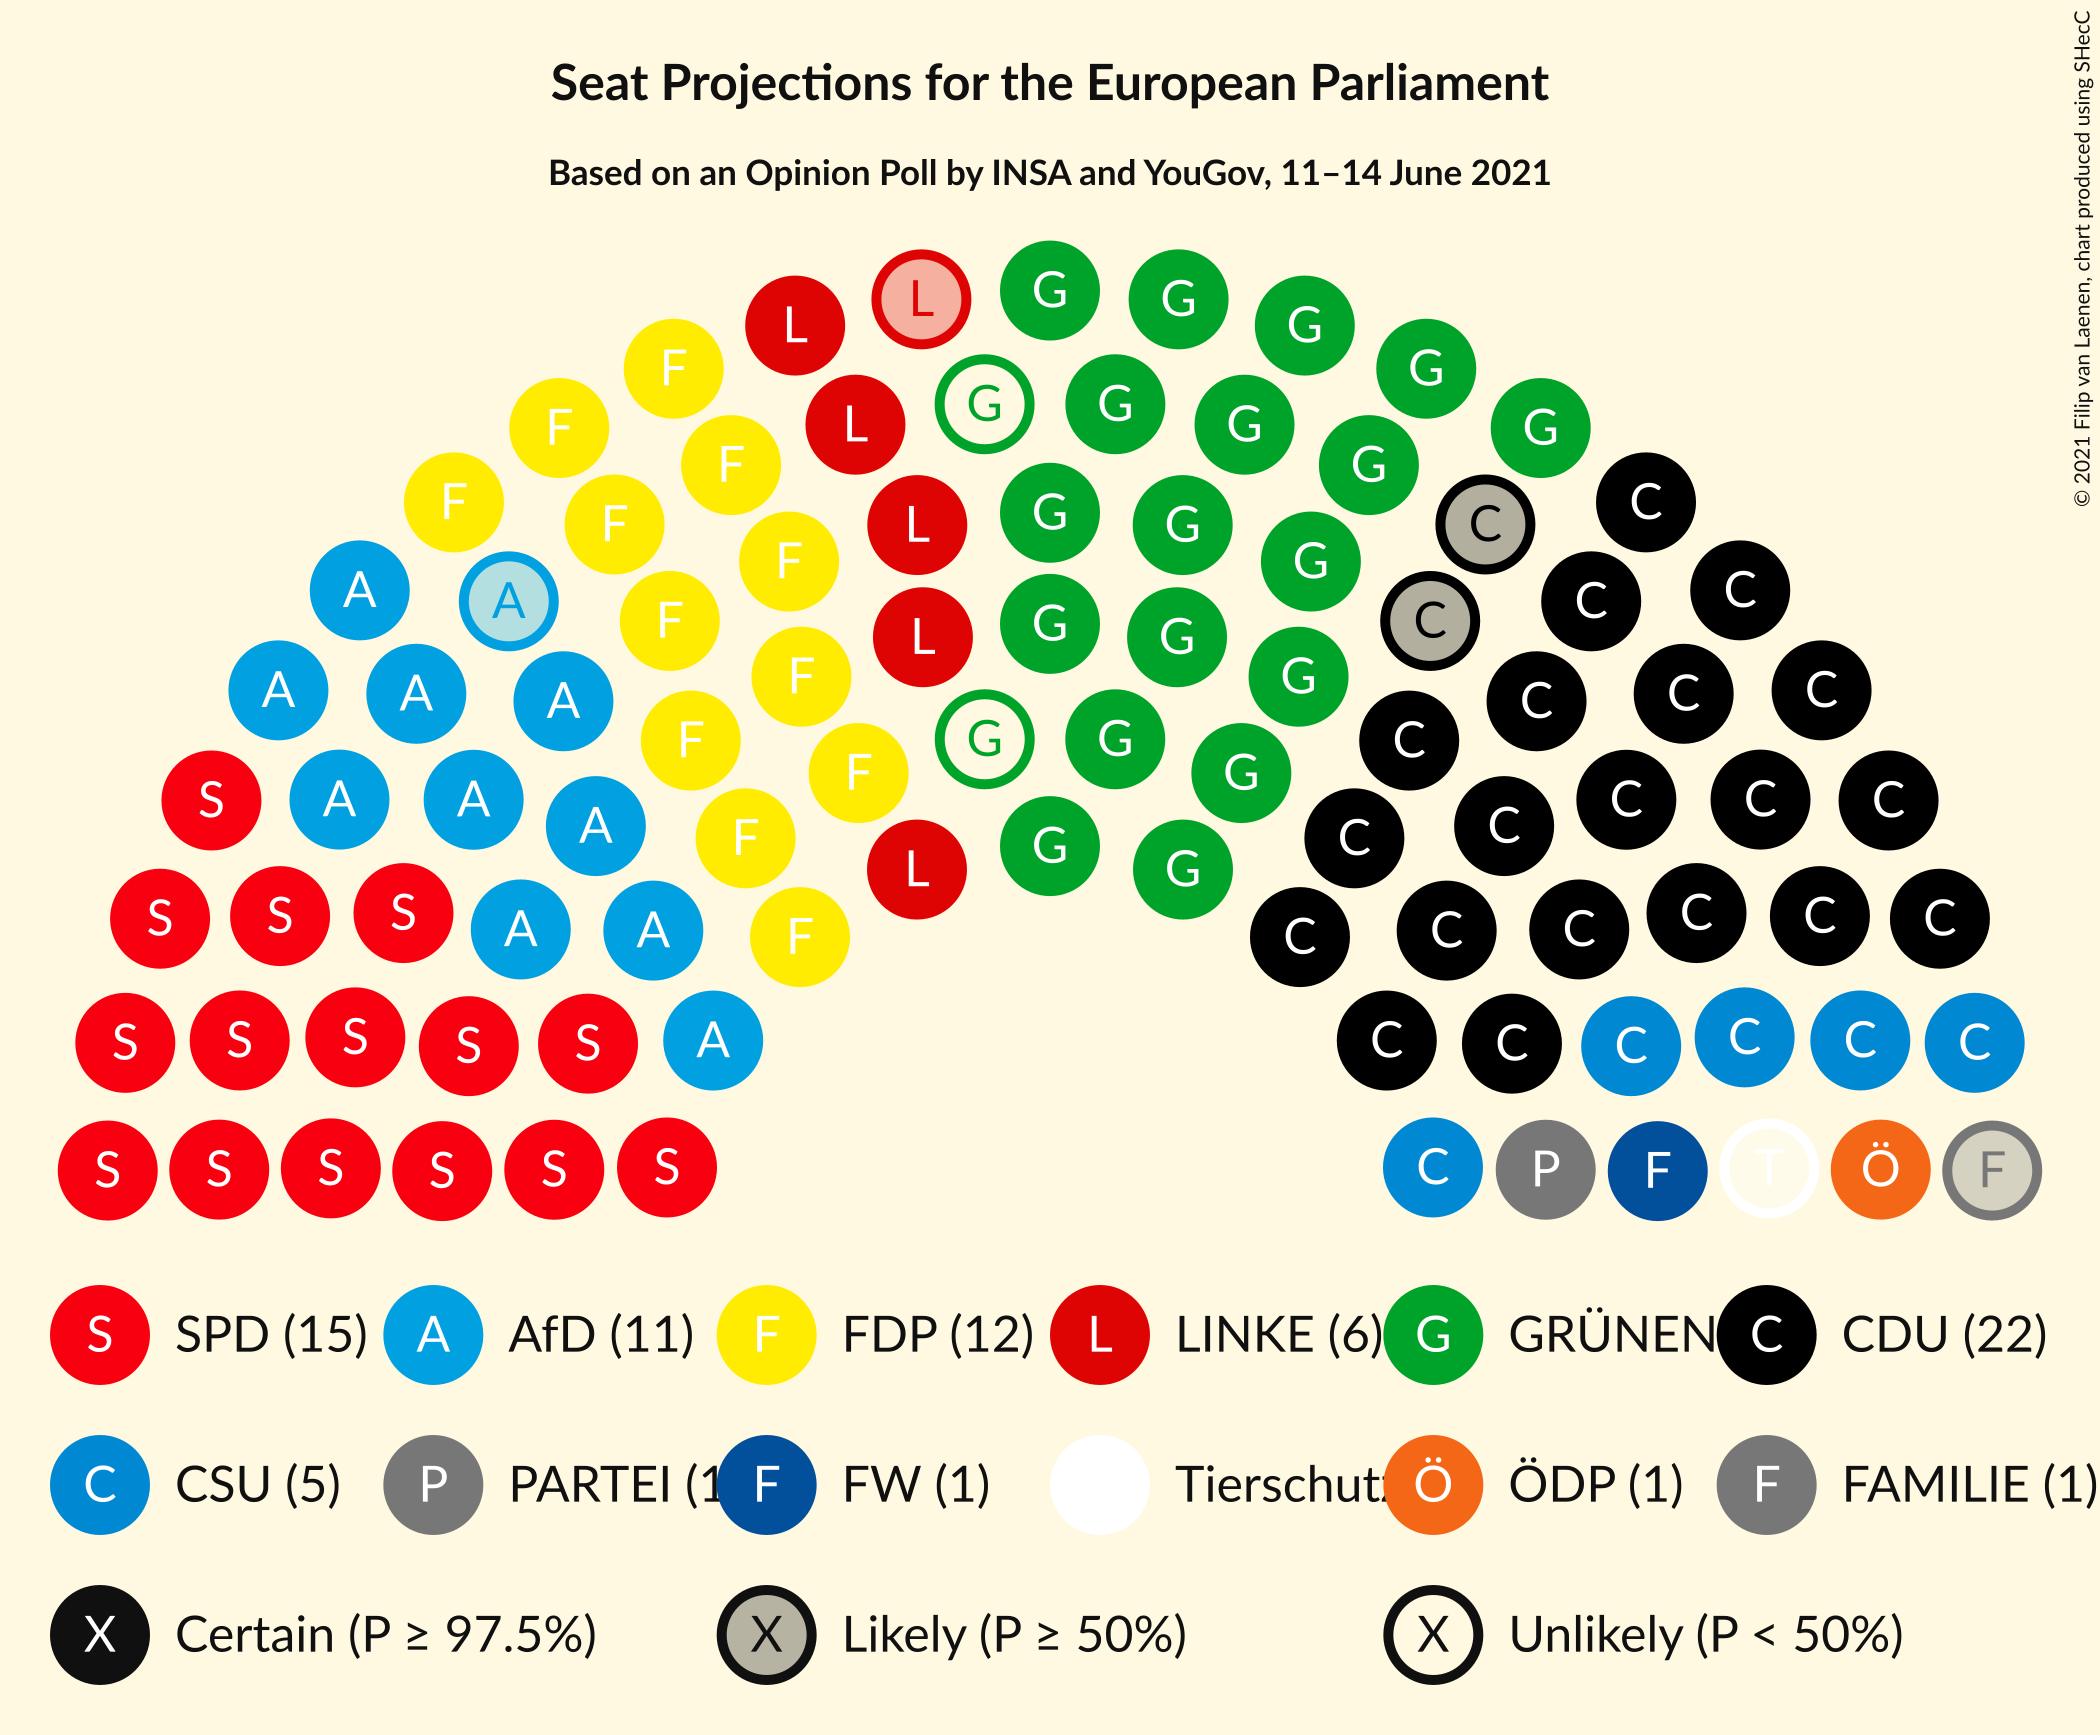 Seat Projections for the European Parliament
Based on an Opinion Poll by INSA and YouGov, 11–14 June 2021
© 2021 Filip van Laenen, chart produced using SHecC
L L G G G G G
F F F L G G G G C C
F F F L G G G C C
A A F F L G G G C C C
A A A F F G G G C C C C
S A A A F F L G G C C C C C C
S S S A A F C C C C C C
S S S S S A C C C C C C
S S S S S S C P F T Ö F
S SPD (15) A AfD (11) F FDP (12) L LINKE (6) G GRÜNEN C CDU (22)
C CSU (5) P PARTEI (1 F FW (1) Tierschutz Ö ÖDP (1) F FAMILIE (1)
X Certain (P ≥ 97.5%) X Likely (P ≥ 50%) X Unlikely (P < 50%)